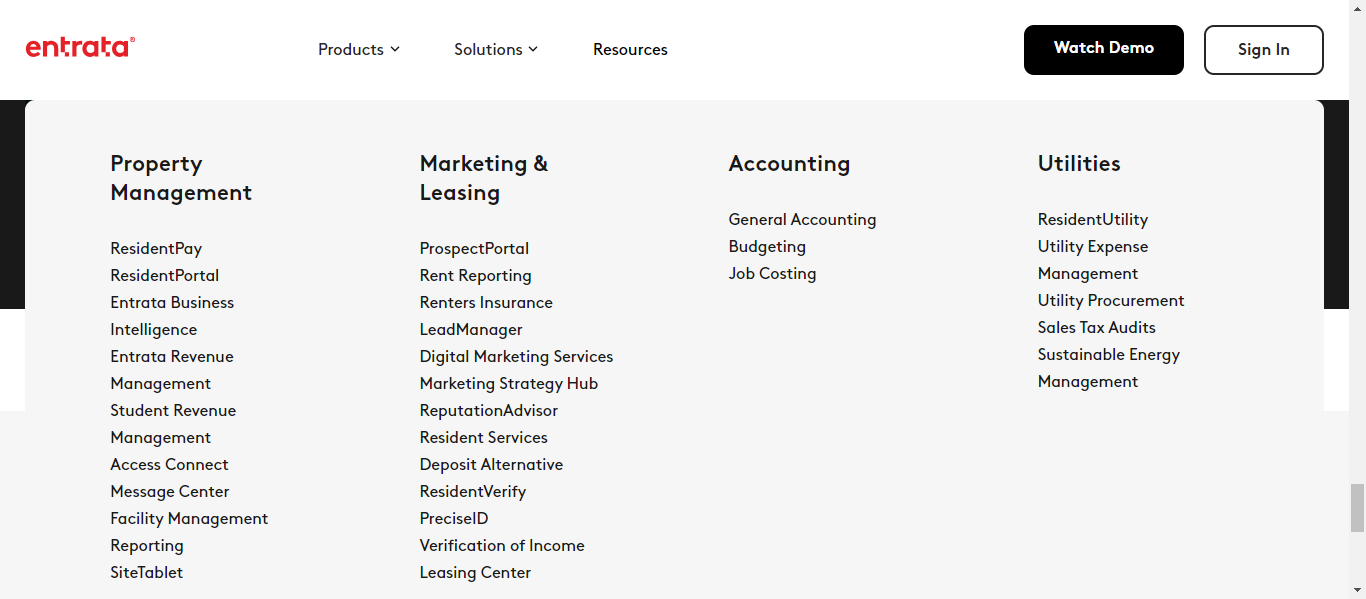 entrata®
Products
Solutions
Resources
Watch Demo
Sign In
Property
Management
ResidentPay
ResidentPortal
Entrata Business
Intelligence
Entrata Revenue
Management
Student Revenue
Management
Access Connect
Message Center
Facility Management
Reporting
SiteTablet
Marketing &
Leasing
ProspectPortal
Rent Reporting
Renters Insurance
LeadManager
Digital Marketing Services
Marketing Strategy Hub
ReputationAdvisor
Resident Services
Deposit Alternative
ResidentVerify
PreciseID
Verification of Income
Leasing Center
Accounting
General Accounting
Budgeting
Job Costing
Utilities
ResidentUtility
Utility Expense
Management
Utility Procurement
Sales Tax Audits
Sustainable Energy
Management